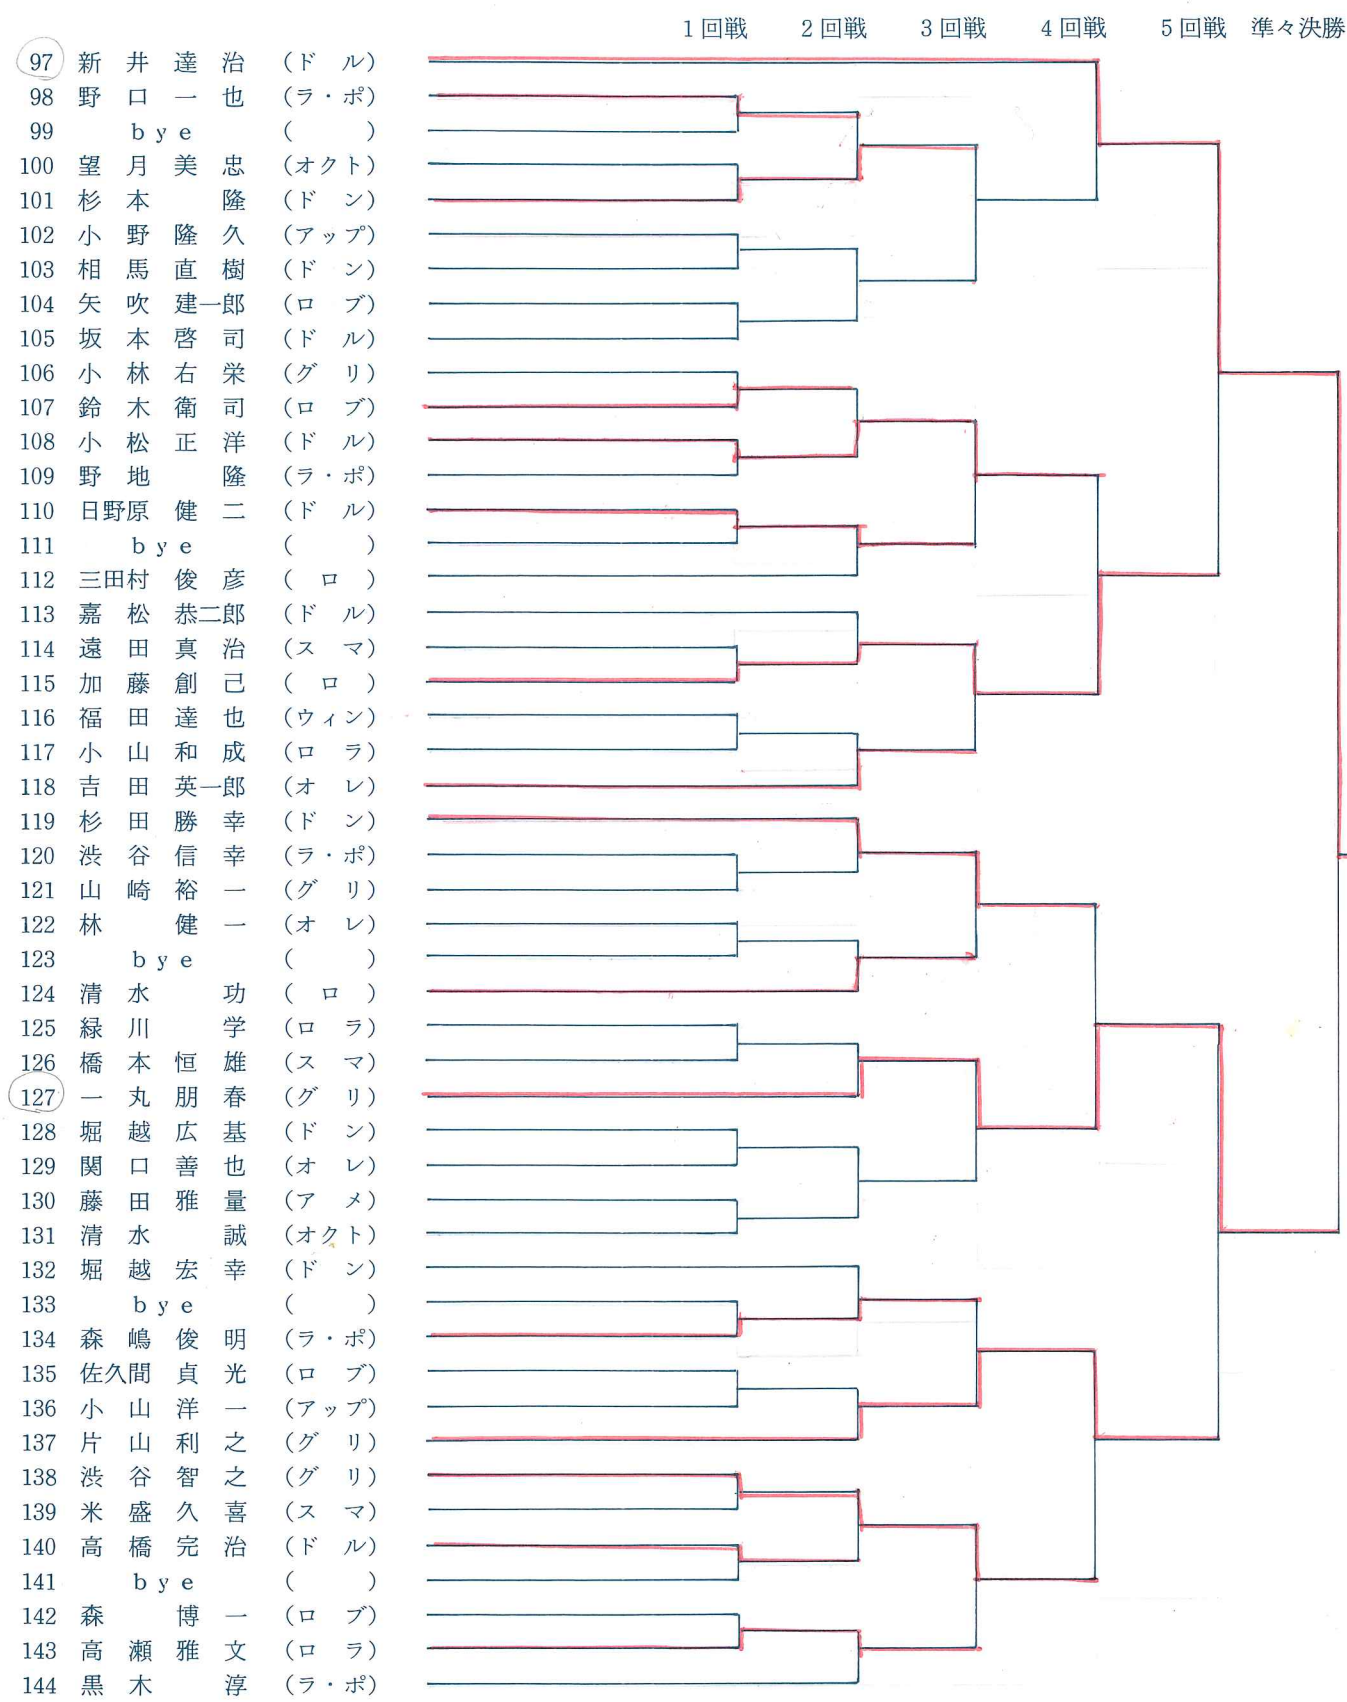 1回戦 2回戦 3回戦 4回戦 5回戦 準々決勝
97 新井達治 (ドル)
98 野口一也 (ラ・ポ)
99 bye ( )
100 望月美忠 (オクト)
101 杉本隆 (ドン)
102 小野隆久 (アップ)
103 相馬直樹 (ドン)
104 矢吹建一郎 (ロブ)
105 坂本啓司 (ドル)
106 小林右栄 (グリ)
107 鈴木衛司 (ロブ)
108 小松正洋 (ドル)
109 野地隆 (ラ・ポ)
110 日野原健二 (ドル)
111 bye ( )
112 三田村俊彦 (ロ)
113 嘉松恭二郎 (ドル)
114 遠田真治 (スマ)
115 加藤創己 (ロ)
116 福田達也 (ウィン)
117 小山和成 (ロラ)
118 吉田英一郎 (オレ)
119 杉田勝幸 (ドン)
120 渋谷信幸 (ラ・ポ)
121 山崎裕一 (グリ)
122 林健一 (オレ)
123 bye ( )
124 清水功 (ロ)
125 緑川学 (ロラ)
126 橋本恒雄 (スマ)
127 一丸朋春 (グリ)
128 堀越広基 (ドン)
129 関口善也 (オレ)
130 藤田雅量 (アメ)
131 清水誠 (オクト)
132 堀越宏幸 (ドン)
133 bye ( )
134 森嶋俊明 (ラ・ポ)
135 佐久間貞光 (ロブ)
136 小山洋一 (アップ)
137 片山利之 (グリ)
138 渋谷智之 (グリ)
139 米盛久喜 (スマ)
140 高橋完治 (ドル)
141 bye ( )
142 森博一 (ロブ)
143 高瀬雅文 (ロラ)
144 黒木淳 (ラ・ポ)